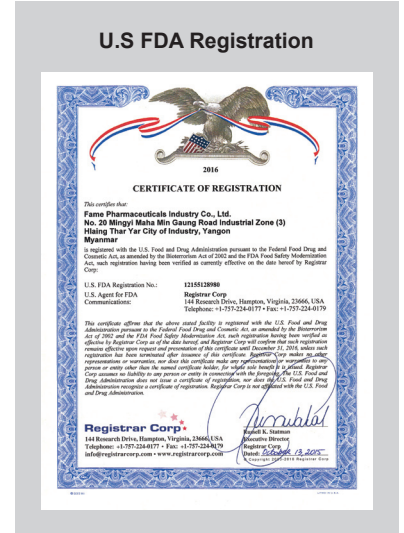 U.S FDA Registration
2016
CERTIFICATE OF REGISTRATION
This certifies that:
Fame Pharmaceuticals Industry Co., Ltd.
No. 20 Mingyi Maha Min Gaung Road Industrial Zone (3)
Hlaing Thar Yar City of Industry, Yangon
Myanmar
is registered with the U.S. Food and Drug Administration pursuant to the Federal Food Drug and
Cosmetic Act, as amended by the Bioterrorism Act of 2002 and the FDA Food Safety Modernization
Act, such registration having been verified as currently effective on the date hereof by Registrar
Corp:
U.S. FDA Registration No.: 12155128980
U.S. Agent for FDA Registrar Corp
Communications: 144 Research Drive, Hampton, Virginia, 23666, USA
Telephone: +1-757-224-0177 • Fax: +1-757-224-0179
This certificate affirms that the above stated facility is registered with the U.S. Food and Drug
Administration pursuant to the Federal Food Drug and Cosmetic Act, as amended by the Bioterrorism
Act of 2002 and the FDA Food Safety Modernization Act, such registration having been verified as
effective by Registrar Corp as of the date hereof, and Registrar Corp will confirm that such registration
remains effective upon request and presentation of this certificate until December 31, 2016, unless such
registration has been terminated after issuance of this certificate. Registrar Corp makes no other
representations or warranties, nor does this certificate make any representations or warranties to any
person or entity other than the named certificate holder, for whose sole benefit it is issued. Registrar
Corp assumes no liability to any person or entity in connection with the foregoing. The U.S. Food and
Drug Administration does not issue a certificate of registration, nor does the U.S. Food and Drug
Administration recognize a certificate of registration. Registrar Corp is not affiliated with the U.S. Food
and Drug Administration.
Registrar Corp
144 Research Drive, Hampton, Virginia, 23666, USA
Telephone: +1-757-224-0177 • Fax: +1-757-224-0179
info@registrarcorp.com • www.registrarcorp.com
Russell K. Statman
Executive Director
Registrar Corp
Dated: October 13, 2015
© Copyright 2003-2015 Registrar Corp